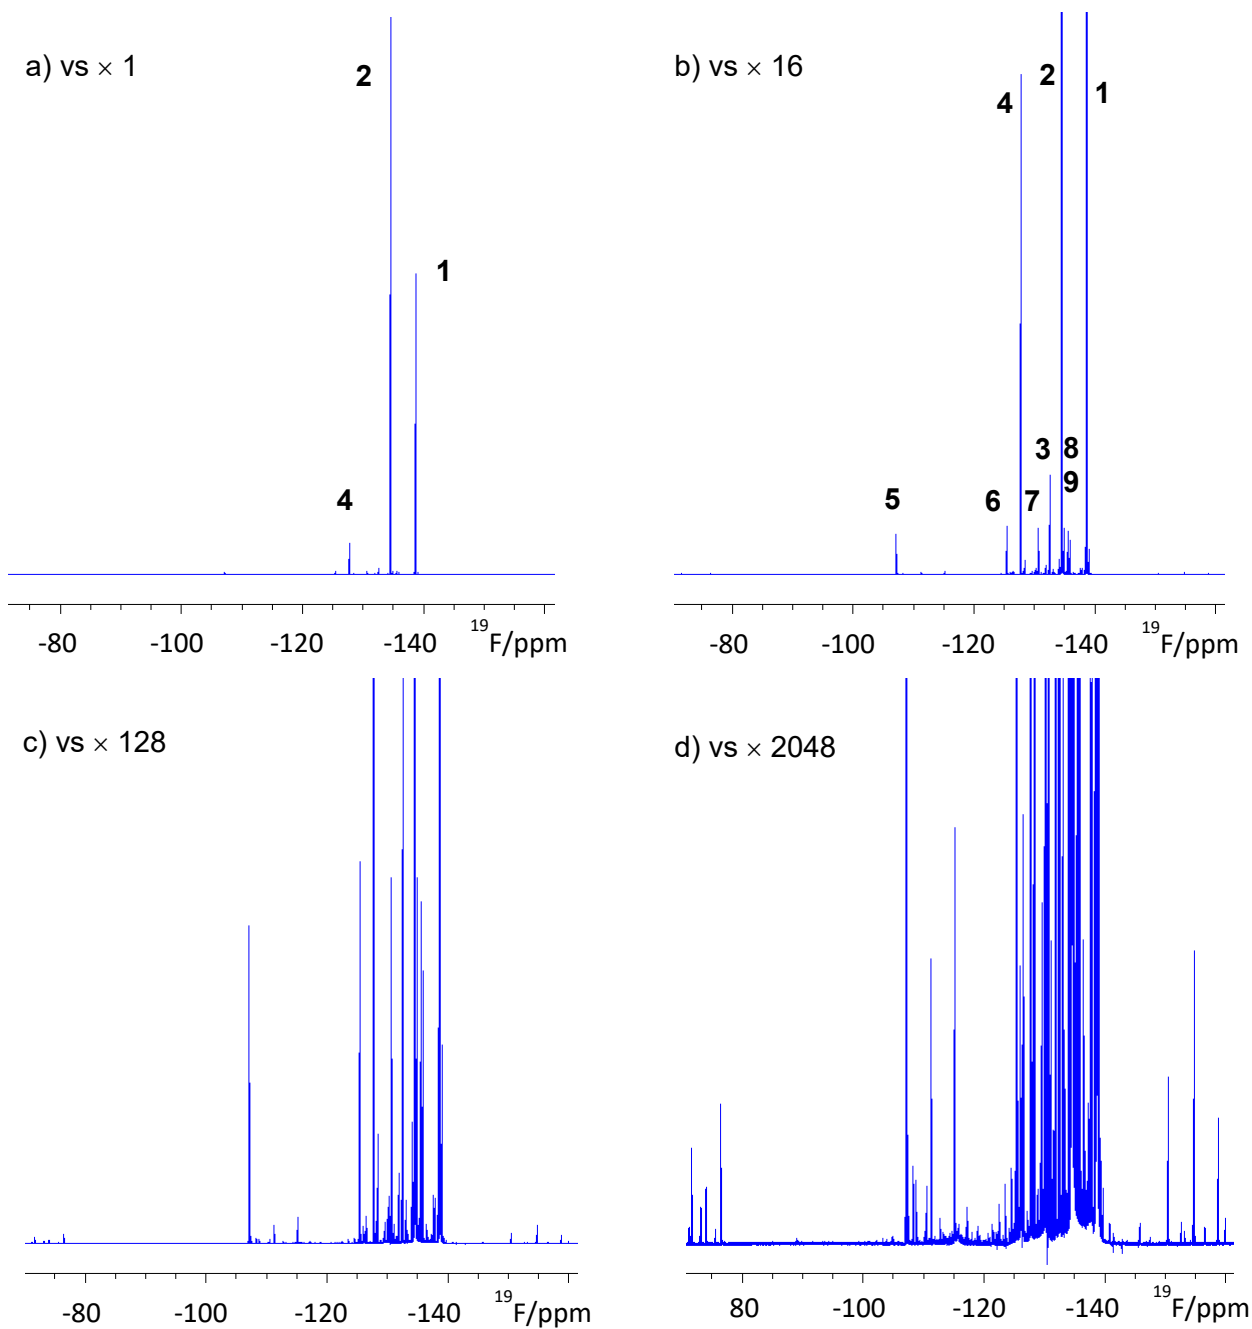 a) vs × 1
2
1
4
-80 -100 -120 -140 19F/ppm
b) vs × 16
2
4
1
3 8
5 6 7 9
-80 -100 -120 -140 19F/ppm
c) vs × 128
-80 -100 -120 -140 19F/ppm
d) vs × 2048
80 -100 -120 -140 19F/ppm